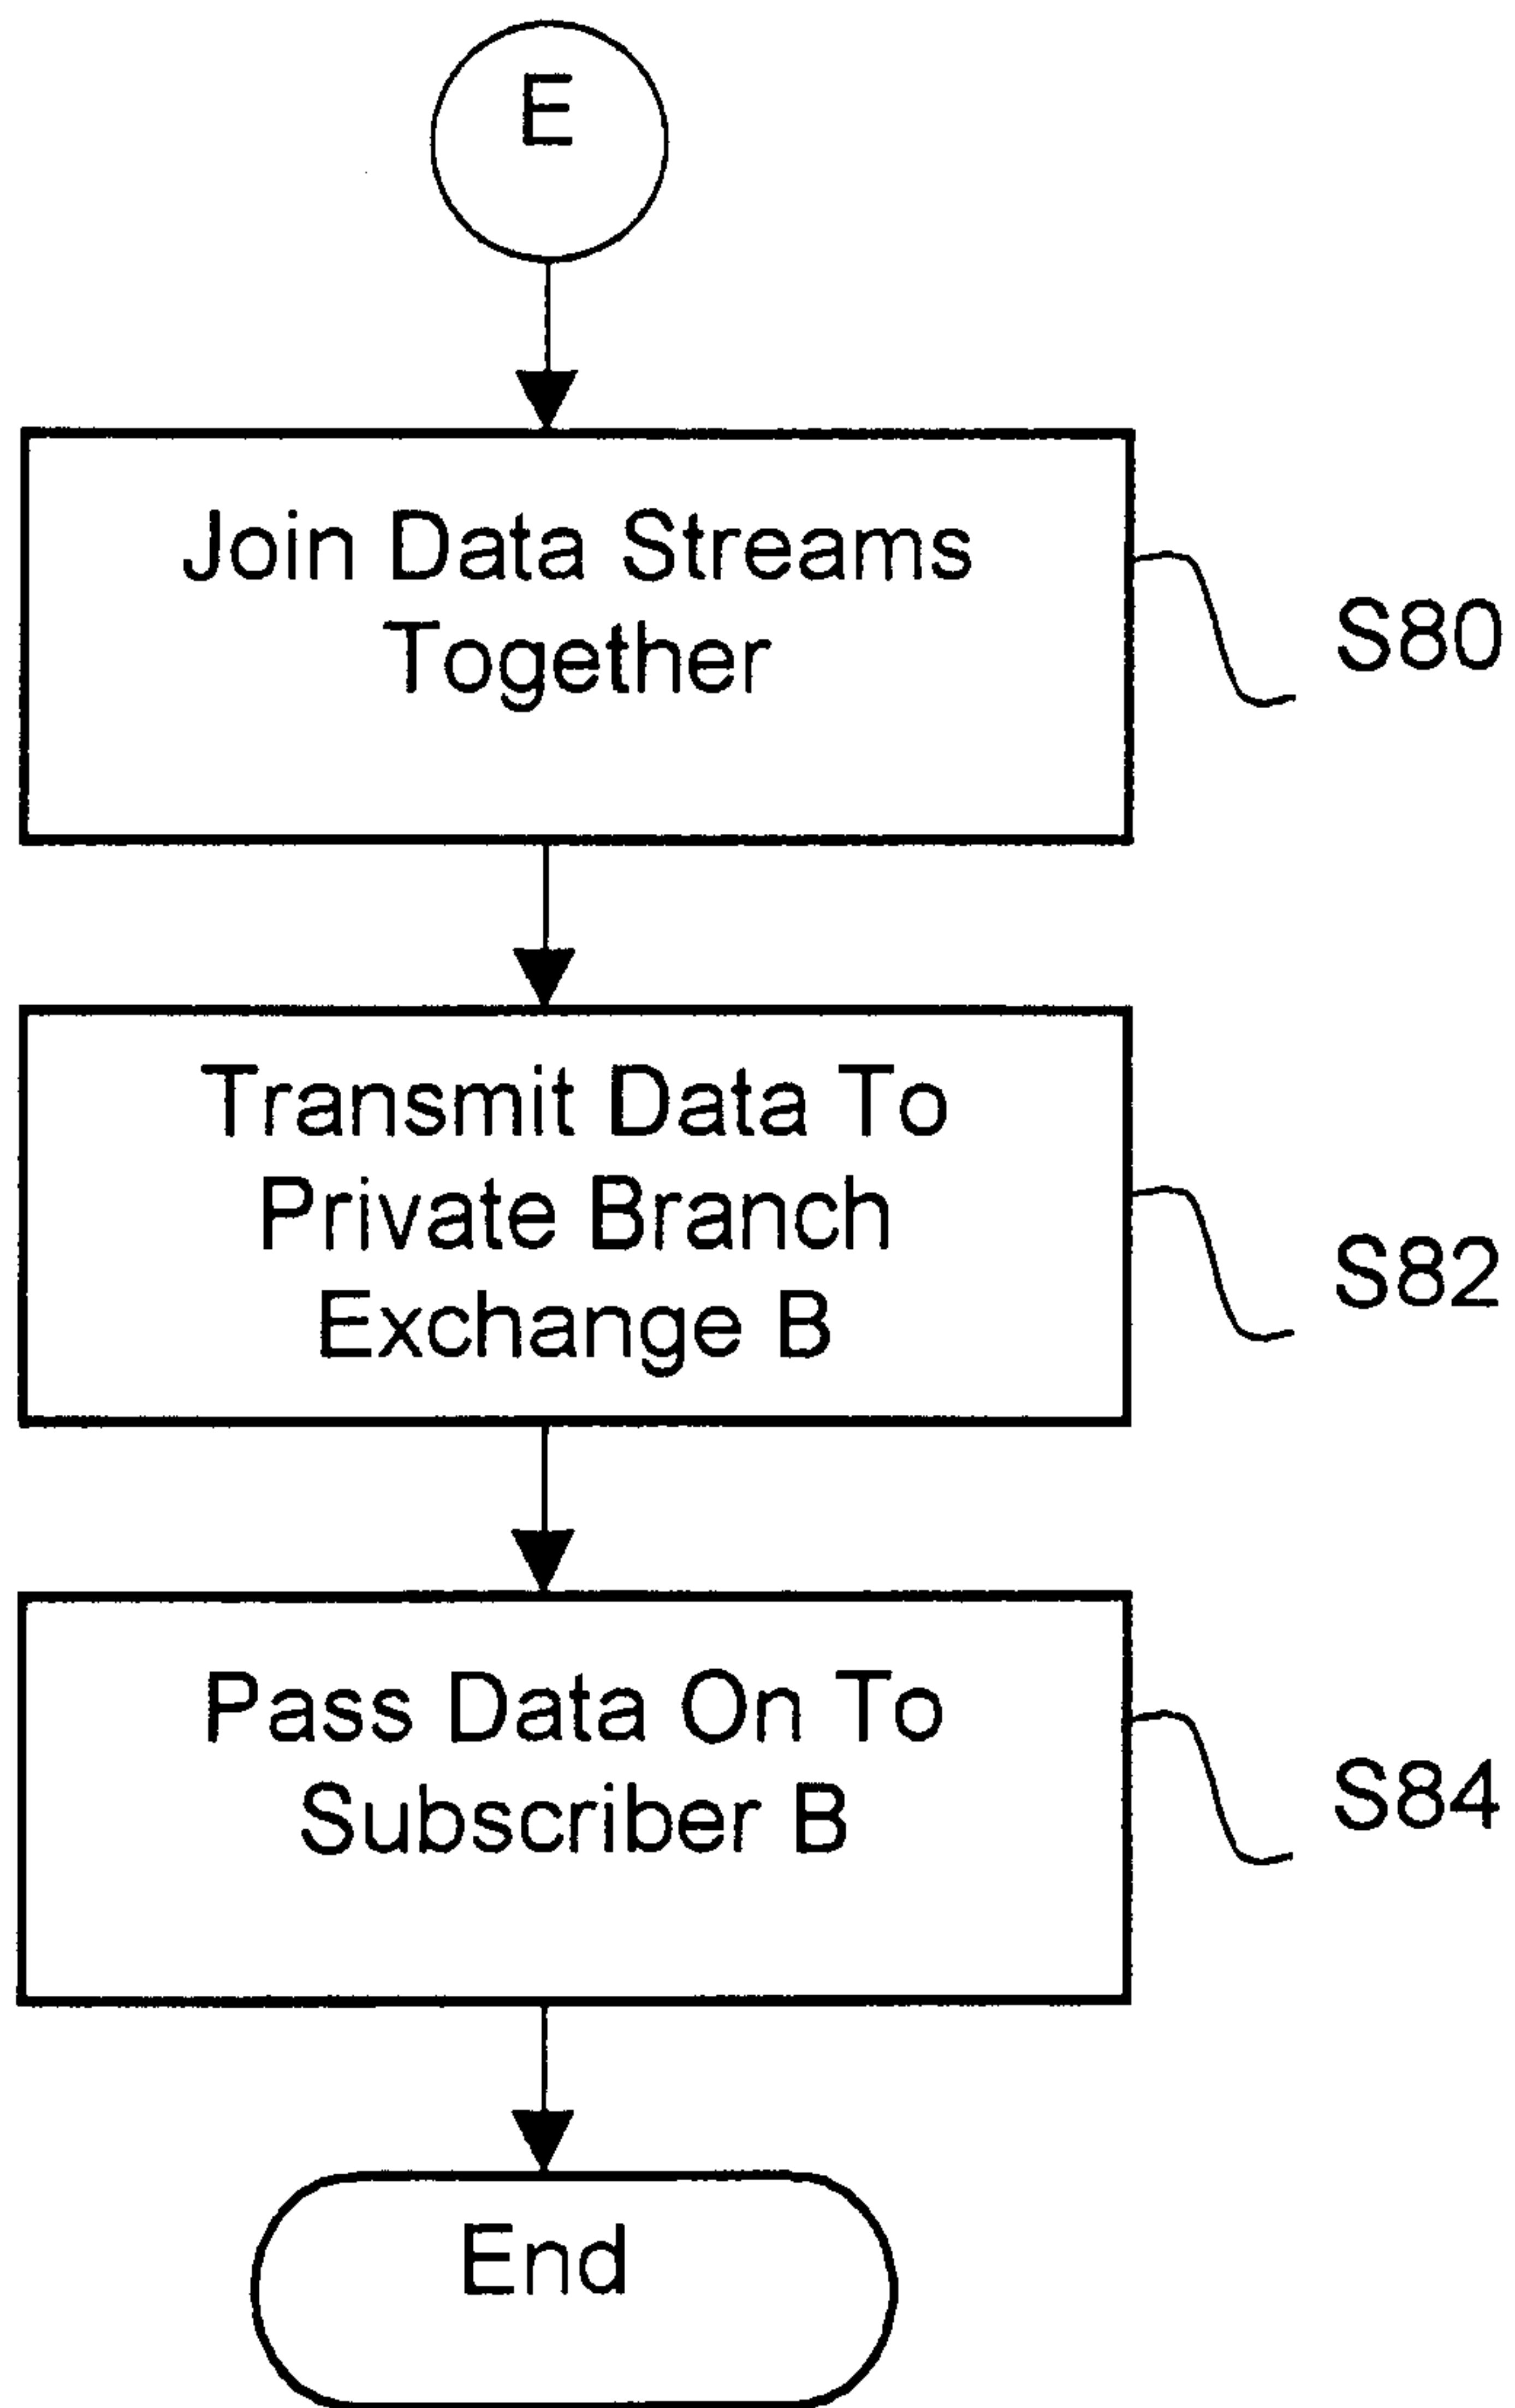 E
Join Data Streams
Together
S80
Transmit Data To
Private Branch
Exchange B
S82
Pass Data On To
Subscriber B
S84
End